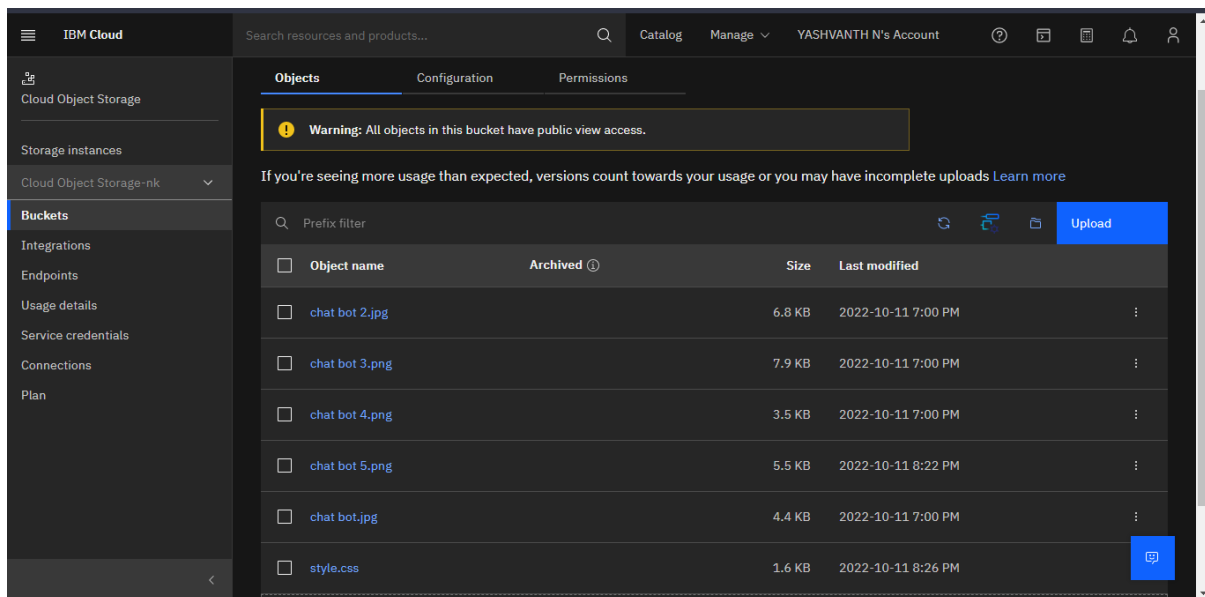 IBM Cloud
Search resources and products...
Catalog
Manage
YASHVANTH N's Account
Cloud Object Storage
Storage instances
Cloud Object Storage-nk
Buckets
Integrations
Endpoints
Usage details
Service credentials
Connections
Plan
Objects
Configuration
Permissions
Warning: All objects in this bucket have public view access.
If you're seeing more usage than expected, versions count towards your usage or you may have incomplete uploads Learn more
Prefix filter
Upload
Object name Archived Size Last modified
chat bot 2.jpg 6.8 KB 2022-10-11 7:00 PM
chat bot 3.png 7.9 KB 2022-10-11 7:00 PM
chat bot 4.png 3.5 KB 2022-10-11 7:00 PM
chat bot 5.png 5.5 KB 2022-10-11 8:22 PM
chat bot.jpg 4.4 KB 2022-10-11 7:00 PM
style.css 1.6 KB 2022-10-11 8:26 PM